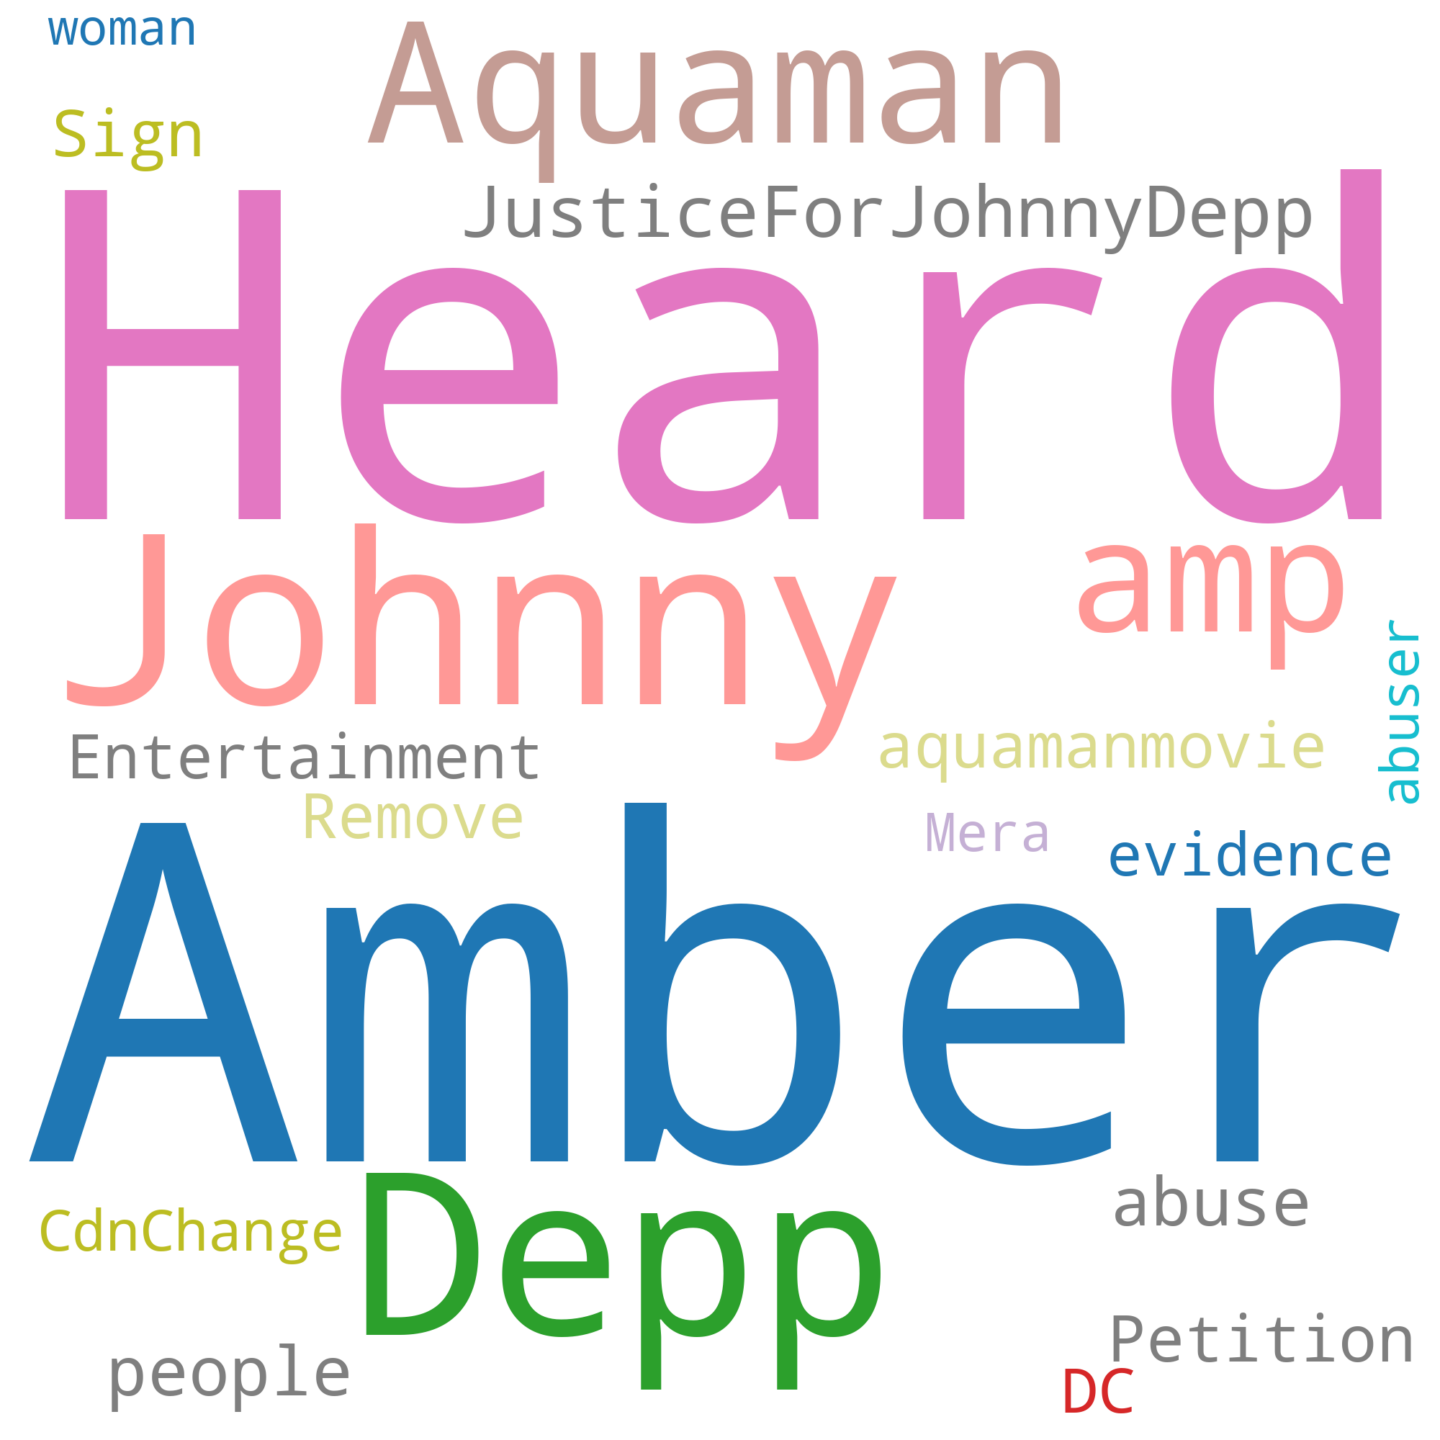 woman
Aquaman
Sign
JusticeForJohnnyDepp
Heard
Johnny
amp
abuser
Entertainment
aquamanmovie
Remove
Mera
evidence
Amber
Depp
abuse
CdnChange
people
Petition
DC